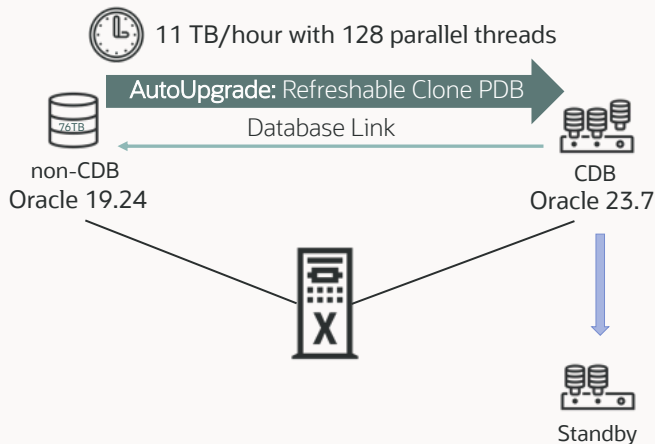 11 TB/hour with 128 parallel threads
AutoUpgrade: Refreshable Clone PDB
76TB
Database Link
non-CDB
Oracle 19.24
CDB
Oracle 23.7
X
Standby